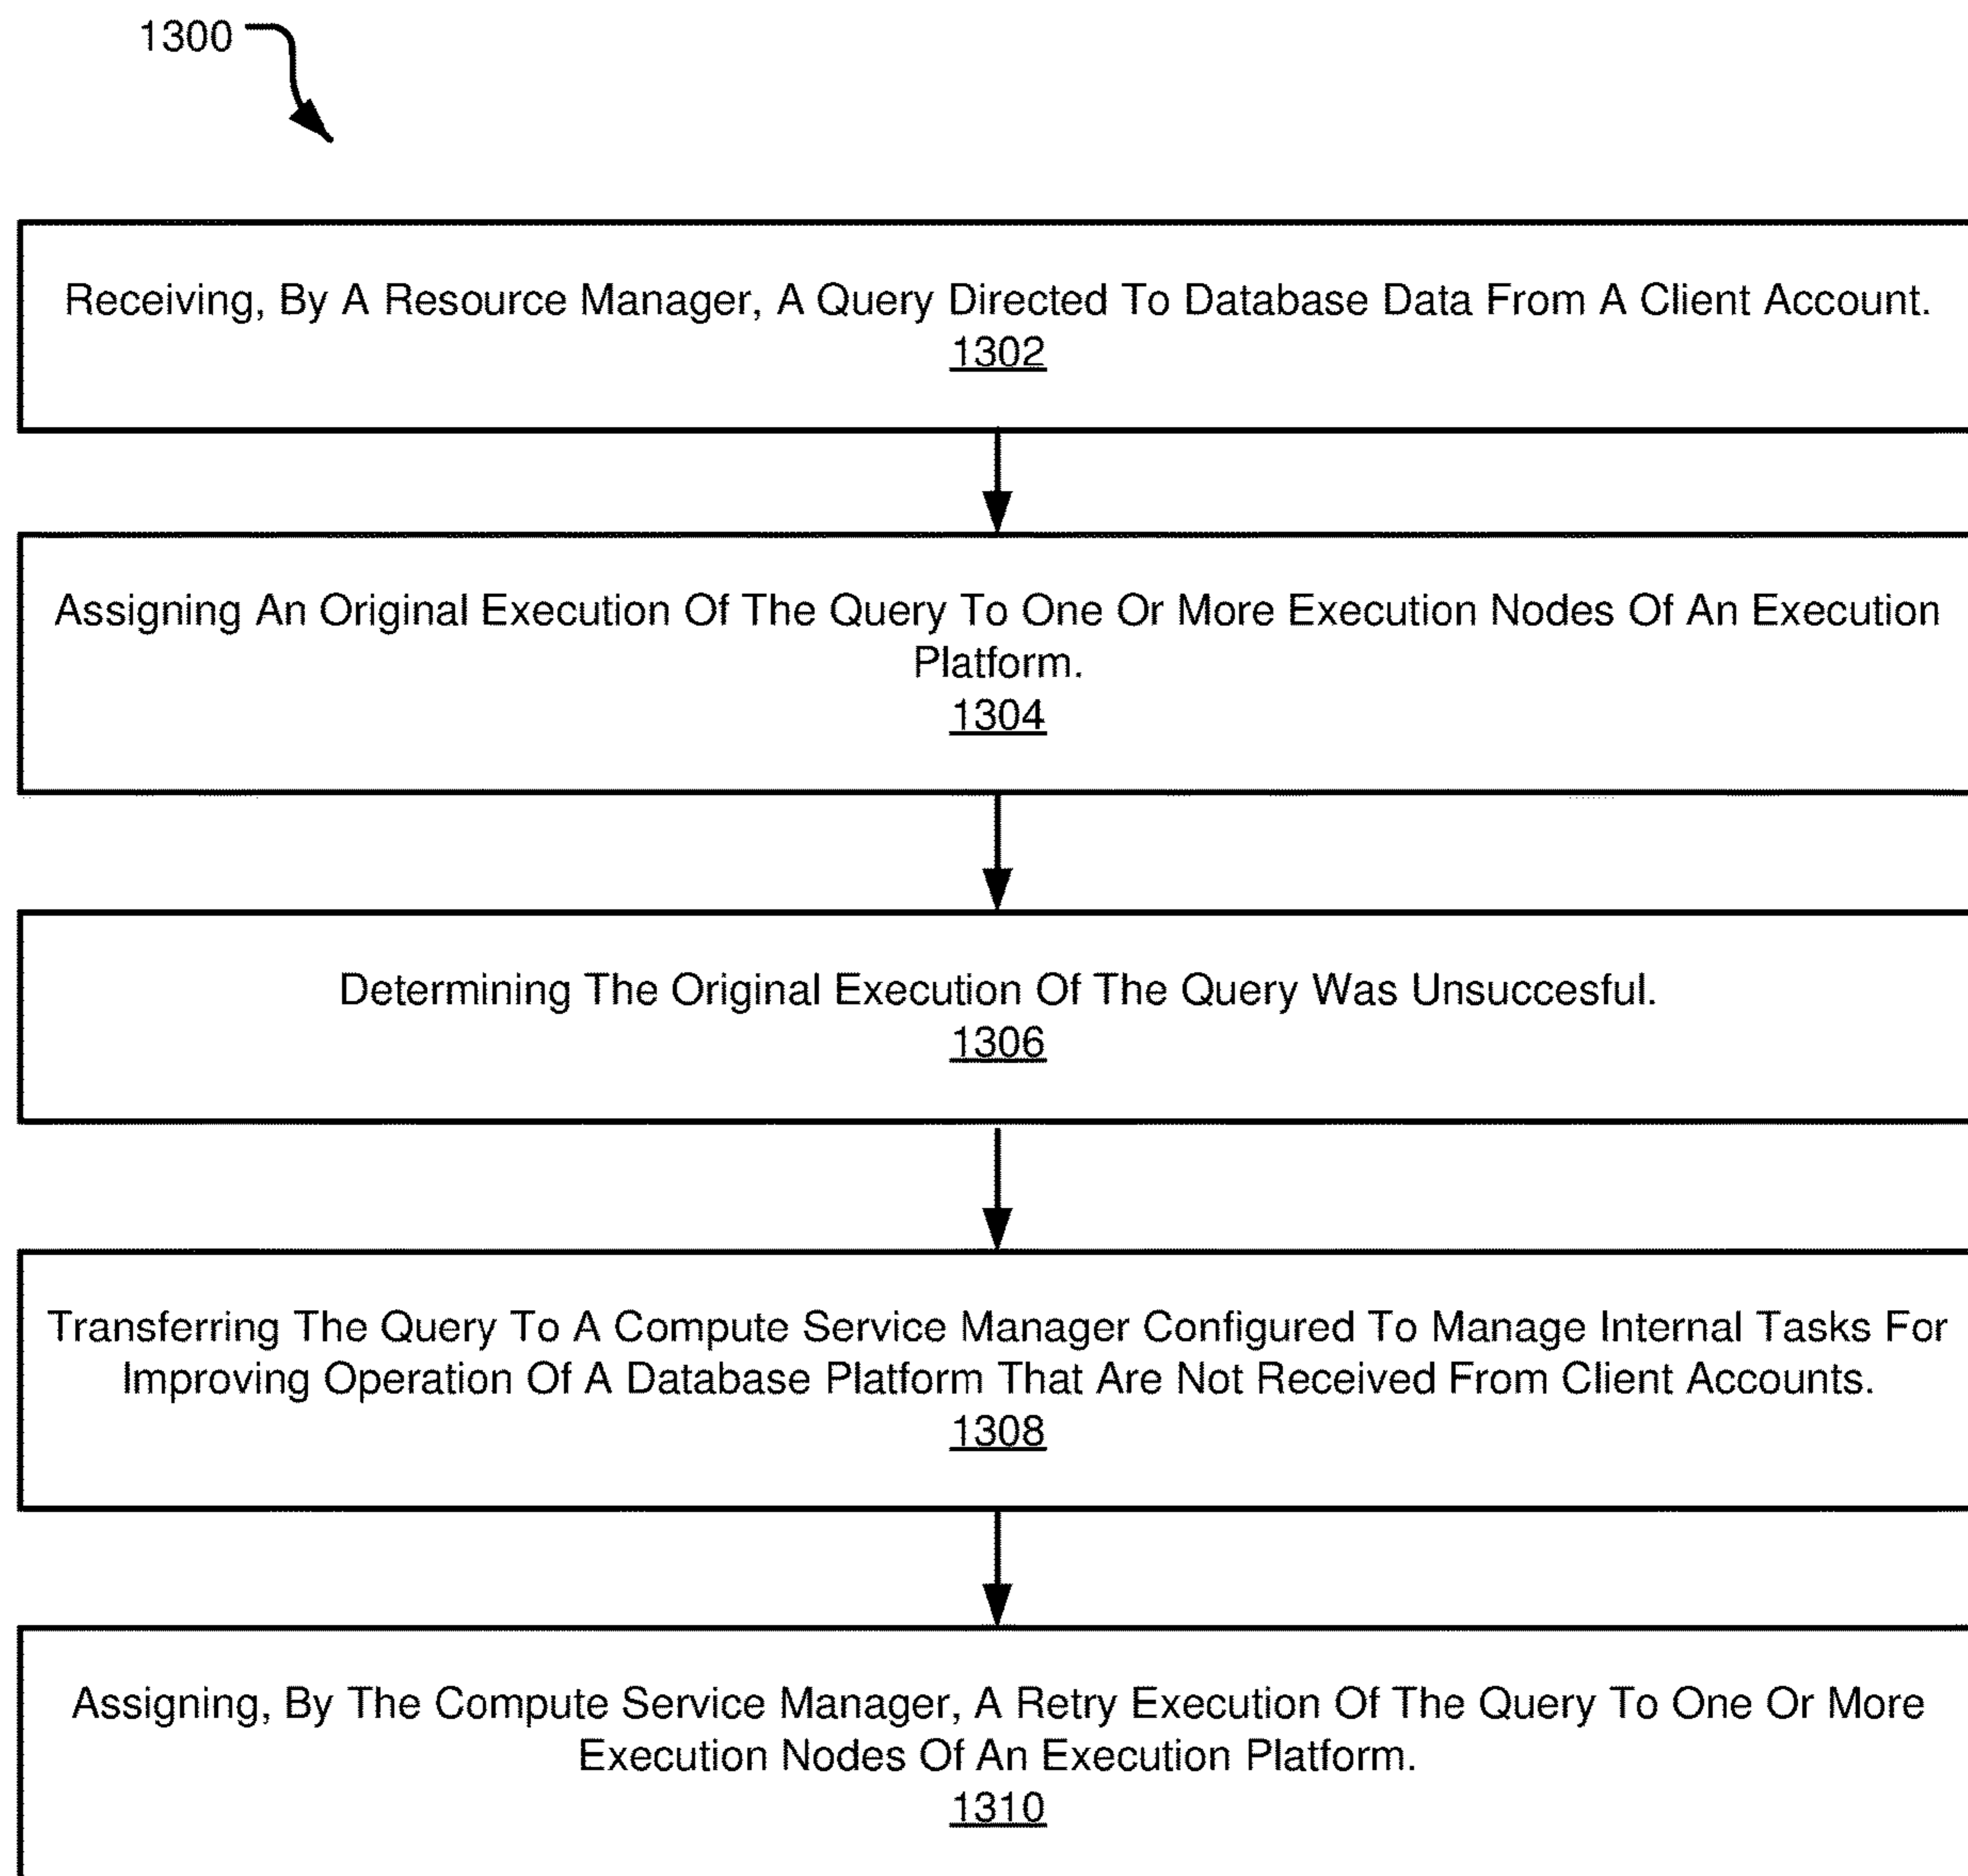 1300
Receiving, By A Resource Manager, A Query Directed To Database Data From A Client Account.
1302
Assigning An Original Execution Of The Query To One Or More Execution Nodes Of An Execution
Platform.
1304
Determining The Original Execution Of The Query Was Unsuccesful.
1306
Transferring The Query To A Compute Service Manager Configured To Manage Internal Tasks For
Improving Operation Of A Database Platform That Are Not Received From Client Accounts.
1308
Assigning, By The Compute Service Manager, A Retry Execution Of The Query To One Or More
Execution Nodes Of An Execution Platform.
1310